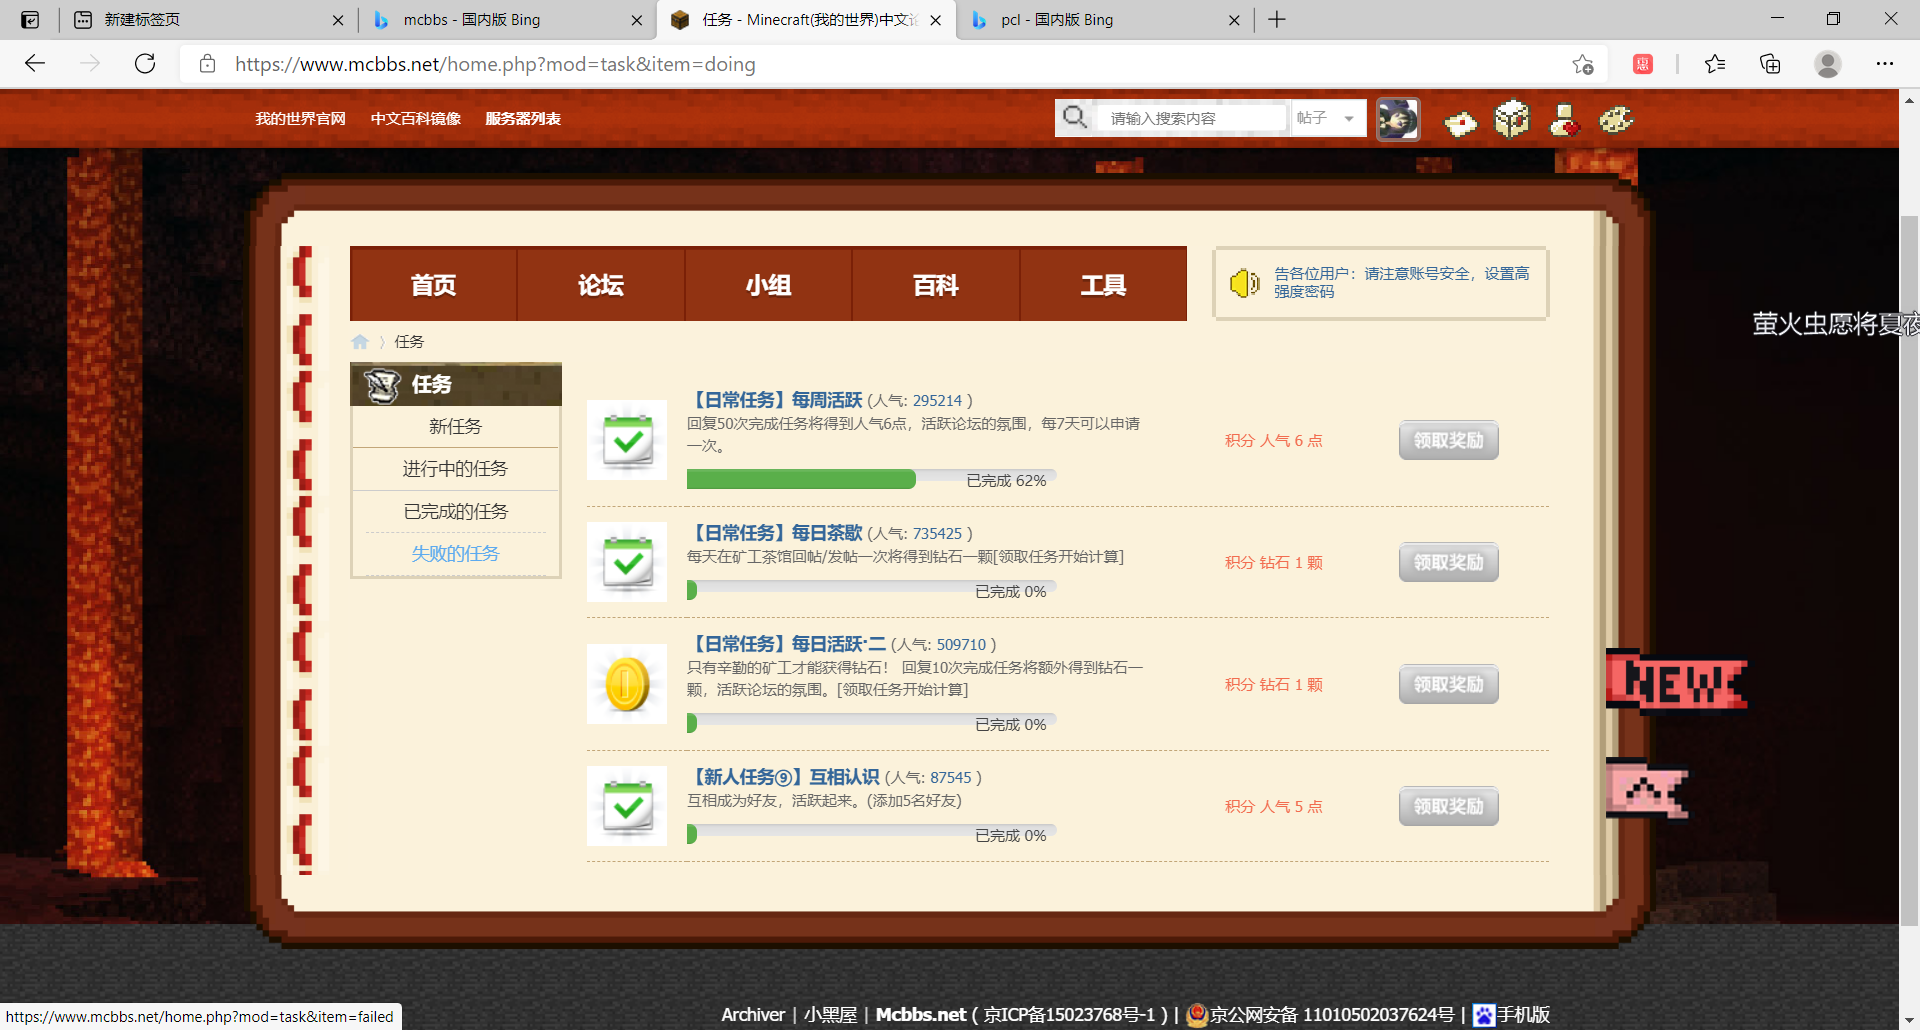 新建标签页
mcbbs - 国内版 Bing
任务 - Minecraft(我的世界)中文论
pcl - 国内版 Bing
https://www.mcbbs.net/home.php?mod=task&item=doing
惠
我的世界官网 中文百科镜像 服务器列表
请输入搜索内容 帖子
首页 论坛 小组 百科 工具
告各位用户：请注意账号安全，设置高
强度密码
萤火虫愿将夏夜
任务
任务
新任务
进行中的任务
已完成的任务
失败的任务
【日常任务】每周活跃 (人气: 295214 )
回复50次完成任务将得到人气6点，活跃论坛的氛围，每7天可以申请
一次。
已完成 62%
积分 人气 6 点
领取奖励
【日常任务】每日茶歇 (人气: 735425 )
每天在矿工茶馆回帖/发帖一次将得到钻石一颗[领取任务开始计算]
已完成 0%
积分 钻石 1 颗
领取奖励
【日常任务】每日活跃·二 (人气: 509710 )
只有辛勤的矿工才能获得钻石！ 回复10次完成任务将额外得到钻石一
颗，活跃论坛的氛围。[领取任务开始计算]
已完成 0%
积分 钻石 1 颗
领取奖励
NEW
【新人任务⑨】互相认识 (人气: 87545 )
互相成为好友，活跃起来。(添加5名好友)
已完成 0%
积分 人气 5 点
领取奖励
Archiver | 小黑屋 | Mcbbs.net ( 京ICP备15023768号-1 ) | 京公网安备 11010502037624号 | 手机版
https://www.mcbbs.net/home.php?mod=task&item=failed